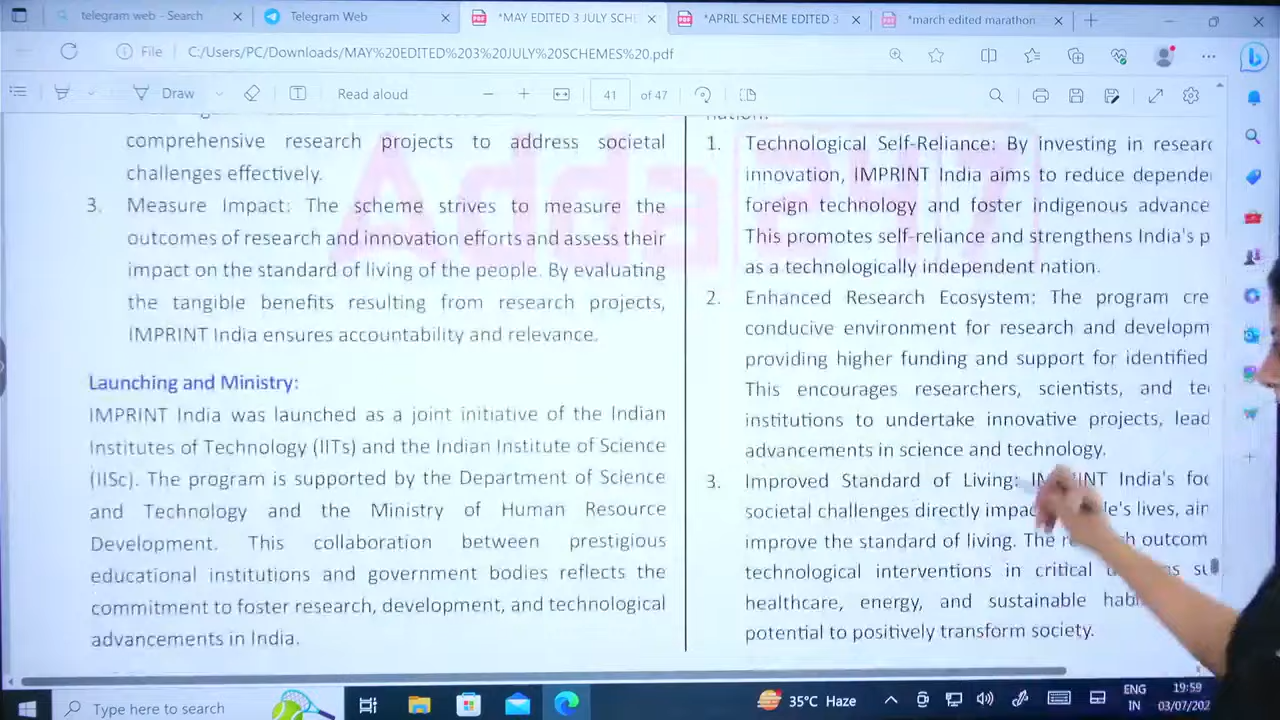 telegram web - Search
Telegram Web
*MAY EDITED 3 JULY SCHE
*APRIL SCHEME EDITED 3
*march edited marathon
File
C:/Users/PC/Downloads/MAY%20EDITED%203%20JULY%20SCHEMES%20.pdf
Draw
Read aloud
41
of 47
comprehensive research projects to address societal
challenges effectively.
3. Measure Impact: The scheme strives to measure the
outcomes of research and innovation efforts and assess their
impact on the standard of living of the people. By evaluating
the tangible benefits resulting from research projects,
IMPRINT India ensures accountability and relevance.
Launching and Ministry:
IMPRINT India was launched as a joint initiative of the Indian
Institutes of Technology (IITs) and the Indian Institute of Science
(IISc). The program is supported by the Department of Science
and Technology and the Ministry of Human Resource
Development. This collaboration between prestigious
educational institutions and government bodies reflects the
commitment to foster research, development, and technological
advancements in India.
1. Technological Self-Reliance: By investing in researc
innovation, IMPRINT India aims to reduce depende
foreign technology and foster indigenous advance
This promotes self-reliance and strengthens India's p
as a technologically independent nation.
2. Enhanced Research Ecosystem: The program cre
conducive environment for research and developm
providing higher funding and support for identified
This encourages researchers, scientists, and te
institutions to undertake innovative projects, lead
advancements in science and technology.
3. Improved Standard of Living: India's foc
societal challenges directly lives, aim
improve the standard of living. The outcom
technological interventions in critical
healthcare, energy, and sustainable
potential to positively transform society.
Adda
Type here to search
35°C Haze
ENG
IN
19:59
03/07/202